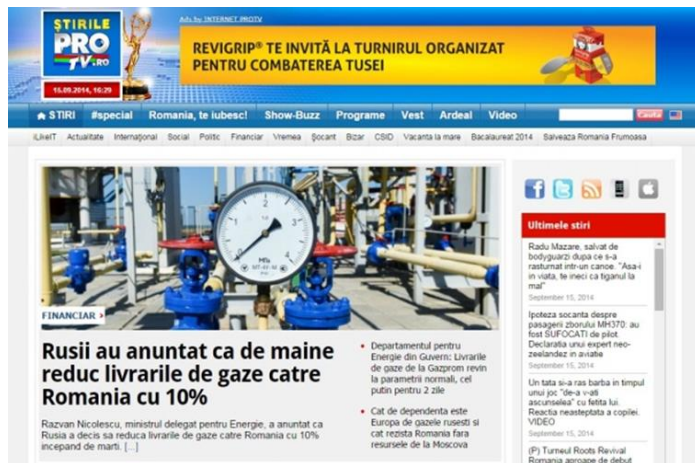 ŞTIRILE
PRO
TV.RO
15.09.2014, 16:29
Ads by INTERNET PROTV
REVIGRIP® TE INVITĂ LA TURNIRUL ORGANIZAT
PENTRU COMBATEREA TUSEI
STIRI #special Romania, te iubesc! Show-Buzz Programe Vest Ardeal Video Cauta
iLikeIT Actualitate Internaţional Social Politic Financiar Vremea Şocant Bizar CSID Vacanta la mare Bacalaureat 2014 Salveaza Romania Frumoasa
FINANCIAR >
Rusii au anuntat ca de maine
reduc livrarile de gaze catre
Romania cu 10%
Razvan Nicolescu, ministrul delegat pentru Energie, a anuntat ca
Rusia a decis sa reduca livrarile de gaze catre Romania cu 10%
incepand de marti. [...]
• Departamentul pentru
Energie din Guvern: Livrarile
de gaze de la Gazprom revin
la parametrii normali, cel
putin pentru 2 zile
• Cat de dependenta este
Europa de gazele rusesti si
cat rezista Romania fara
resursele de la Moscova
Ultimele stiri
Radu Mazare, salvat de
bodyguarzi dupa ce s-a
rasturnat intr-un canoe. "Asa-i
in viata, te ineci ca tiganul la
mal"
September 15, 2014
Ipoteza socanta despre
pasagerii zborului MH370: au
fost SUFOCATI de pilot.
Declaratia unui expert neo-
zeelandez in aviatie
September 15, 2014
Un tata si-a ras barba in timpul
unui joc "de-a v-ati
ascunselea" cu fetita lui.
Reactia neasteptata a copilei.
VIDEO
September 15, 2014
(P) Turneul Roots Revival
Romania aproape de debut